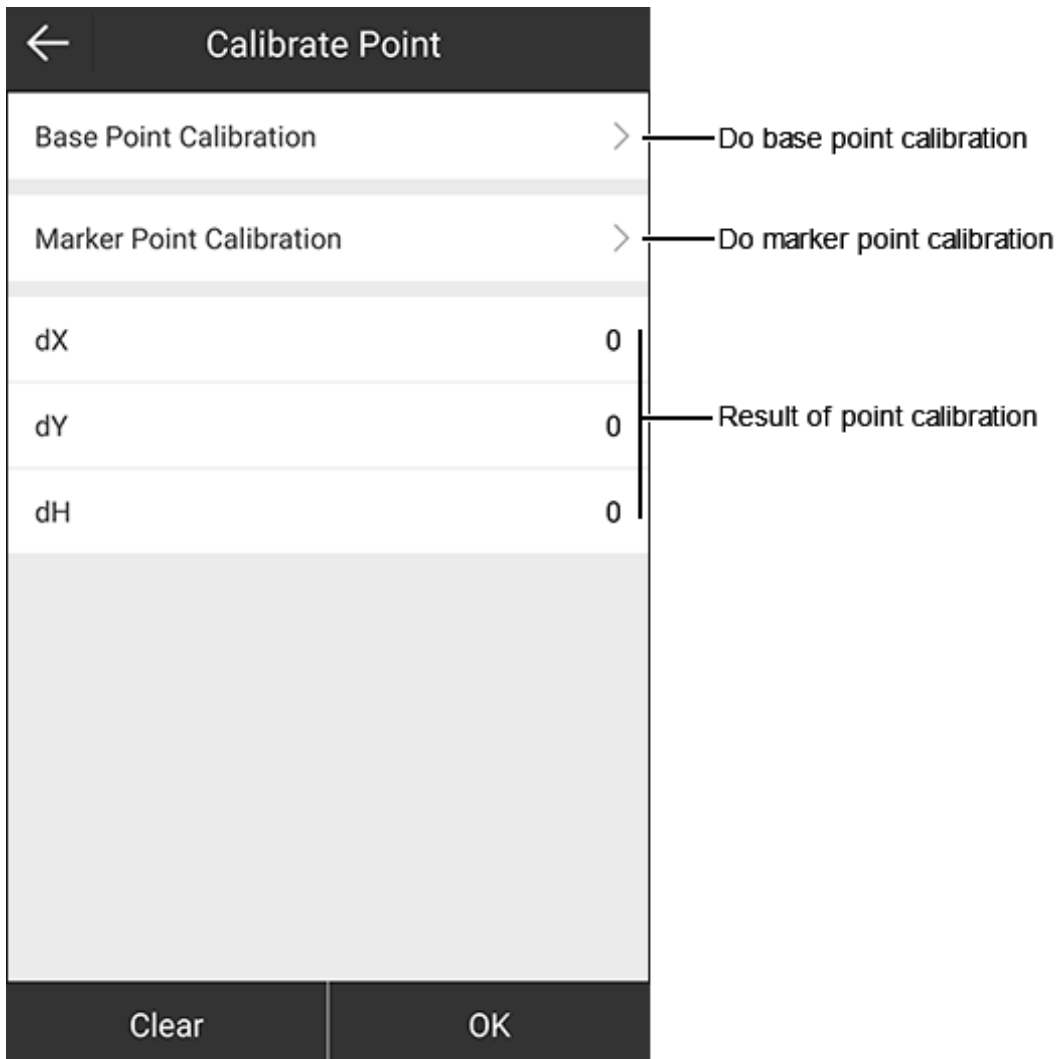 Calibrate Point
Base Point Calibration
Do base point calibration
Marker Point Calibration
Do marker point calibration
dX 0
dY 0
Result of point calibration
dH 0
Clear OK